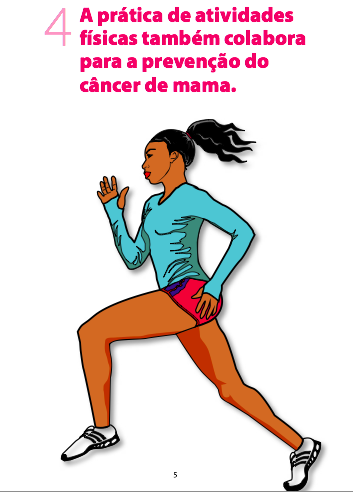 4 A prática de atividades
físicas também colabora
para a prevenção do
câncer de mama.
5